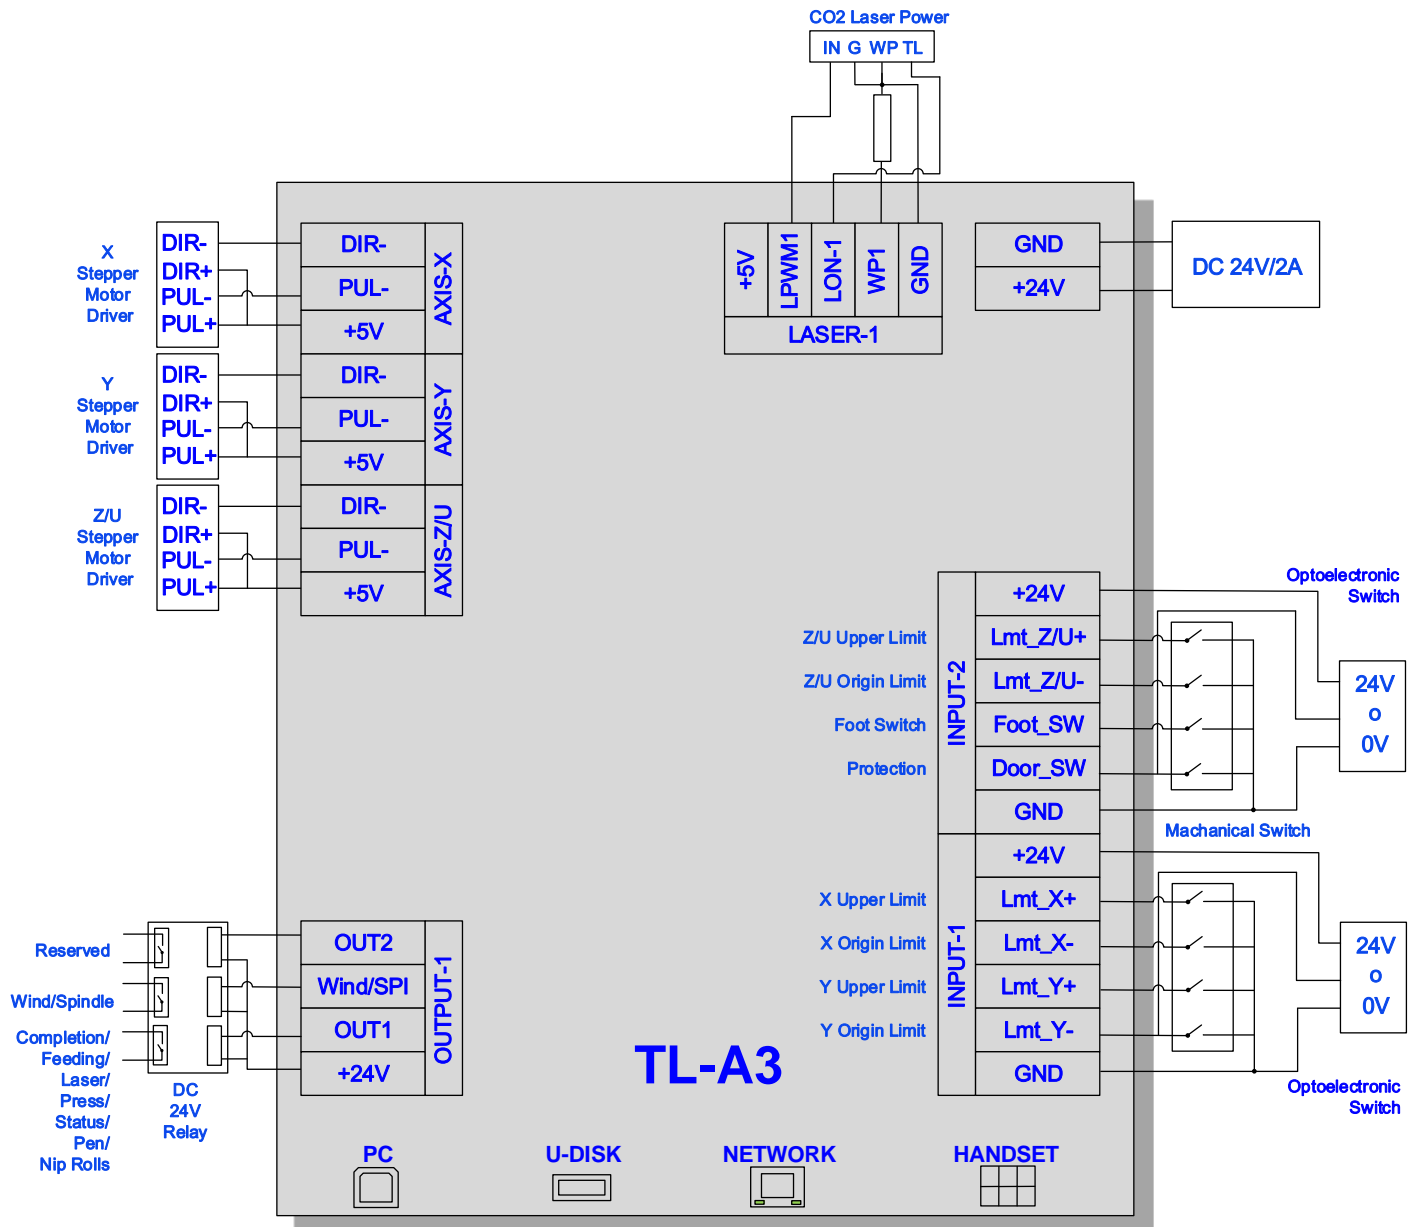 CO2 Laser Power
IN G WP TL
X
Stepper
Motor
Driver
DIR-
DIR+
PUL-
PUL+
DIR-
PUL-
+5V
AXIS-X
Y
Stepper
Motor
Driver
DIR-
DIR+
PUL-
PUL+
DIR-
PUL-
+5V
AXIS-Y
Z/U
Stepper
Motor
Driver
DIR-
DIR+
PUL-
PUL+
DIR-
PUL-
+5V
AXIS-Z/U
+5V
LPWM1
LON-1
WP1
GND
LASER-1
GND
+24V
DC 24V/2A
Optoelectronic
Switch
INPUT-2
+24V
Z/U Upper Limit
Lmt_Z/U+
Z/U Origin Limit
Lmt_Z/U-
Foot Switch
Foot_SW
Protection
Door_SW
GND
24V
o
0V
Machanical Switch
INPUT-1
+24V
X Upper Limit
Lmt_X+
X Origin Limit
Lmt_X-
Y Upper Limit
Lmt_Y+
Y Origin Limit
Lmt_Y-
GND
24V
o
0V
Optoelectronic
Switch
Reserved
Wind/Spindle
Completion/
Feeding/
Laser/
Press/
Status/
Pen/
Nip Rolls
DC
24V
Relay
OUT2
Wind/SPI
OUT1
+24V
OUTPUT-1
TL-A3
PC
U-DISK
NETWORK
HANDSET